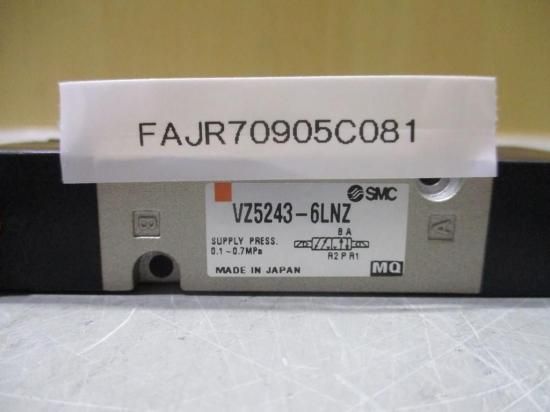 FAJR70905C081
SMC
VZ5243-6LNZ
B
A
SUPPLY PRESS.
0.1~0.7MPa
B A
R2 P R1
MADE IN JAPAN
MQ